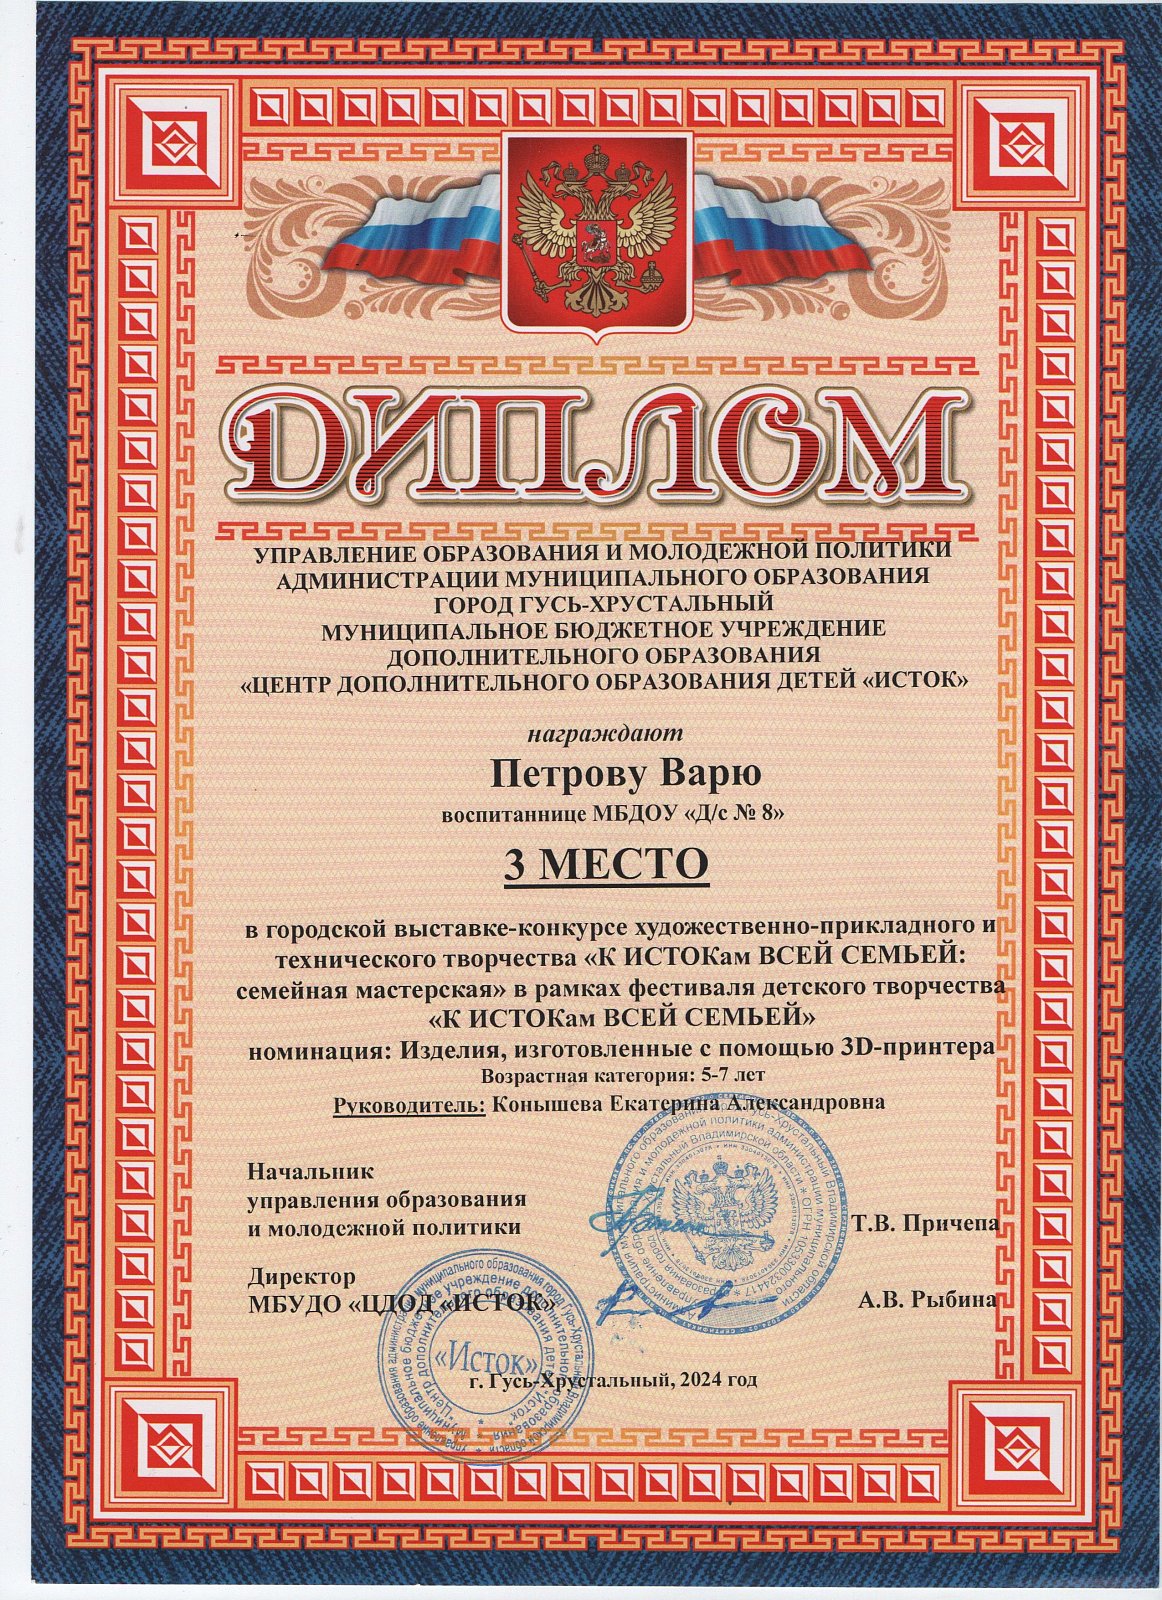 ДИПЛОМ
УПРАВЛЕНИЕ ОБРАЗОВАНИЯ И МОЛОДЕЖНОЙ ПОЛИТИКИ
АДМИНИСТРАЦИИ МУНИЦИПАЛЬНОГО ОБРАЗОВАНИЯ
ГОРОД ГУСЬ-ХРУСТАЛЬНЫЙ
МУНИЦИПАЛЬНОЕ БЮДЖЕТНОЕ УЧРЕЖДЕНИЕ
ДОПОЛНИТЕЛЬНОГО ОБРАЗОВАНИЯ
«ЦЕНТР ДОПОЛНИТЕЛЬНОГО ОБРАЗОВАНИЯ ДЕТЕЙ «ИСТОК»
награждают
Петрову Варю
воспитаннице МБДОУ «Д/с № 8»
3 МЕСТО
в городской выставке-конкурсе художественно-прикладного и
технического творчества «К ИСТОКам ВСЕЙ СЕМЬЕЙ:
семейная мастерская» в рамках фестиваля детского творчества
«К ИСТОКам ВСЕЙ СЕМЬЕЙ»
номинация: Изделия, изготовленные с помощью 3D-принтера
Возрастная категория: 5-7 лет
Руководитель: Конышева Екатерина Александровна
Начальник
управления образования
и молодежной политики
Т.В. Причепа
Директор
МБУДО «ЦДОД «ИСТОК»
А.В. Рыбина
«Исток»
г. Гусь-Хрустальный, 2024 год